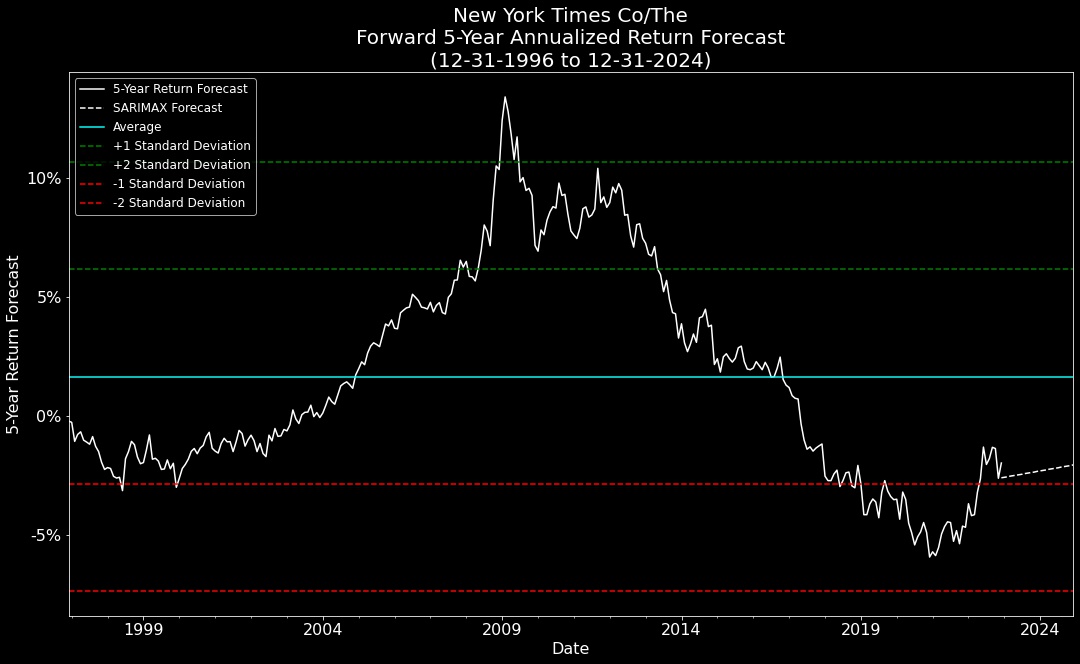 New York Times Co/The
Forward 5-Year Annualized Return Forecast
(12-31-1996 to 12-31-2024)
5-Year Return Forecast
SARIMAX Forecast
Average
+1 Standard Deviation
+2 Standard Deviation
-1 Standard Deviation
-2 Standard Deviation
10%
5%
0%
-5%
5-Year Return Forecast
1999 2004 2009 2014 2019 2024
Date